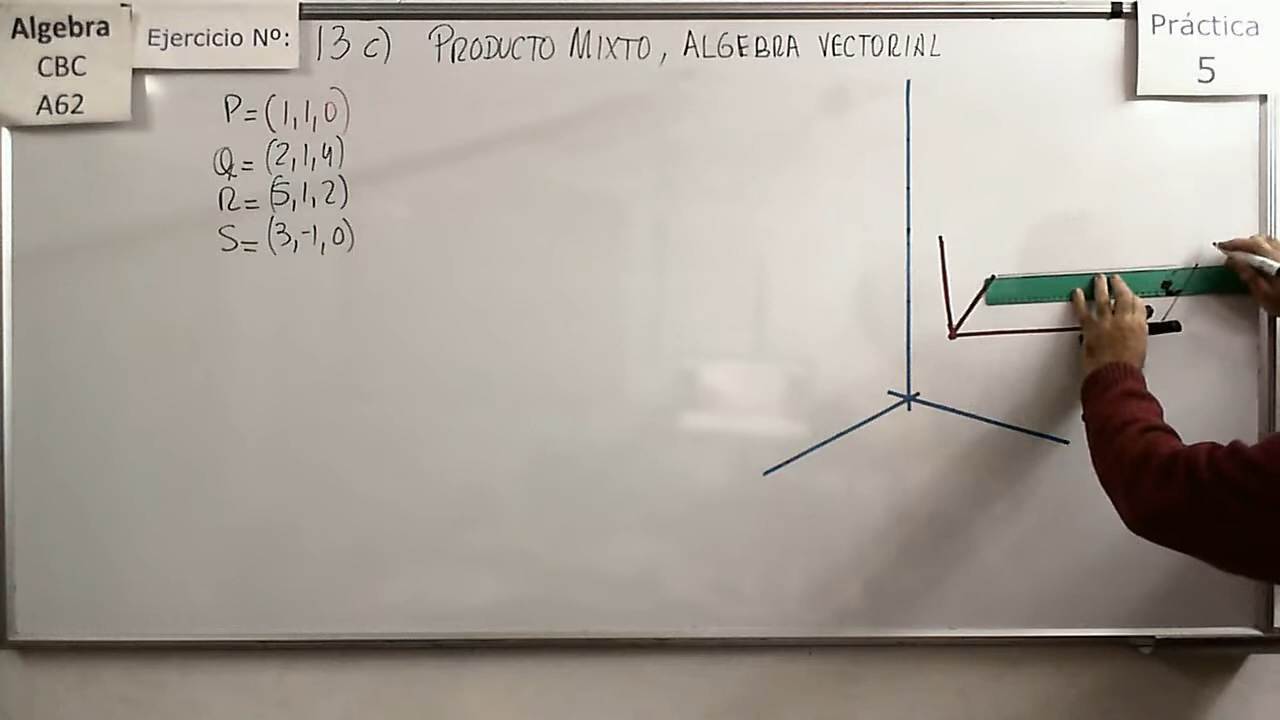 Algebra
CBC
A62
Ejercicio Nº:
13 c) PRODUCTO MIXTO, ALGEBRA VECTORIAL
Práctica
5
P=(1,1,0)
Q=(2,1,4)
R=(5,1,2)
S=(3,-1,0)